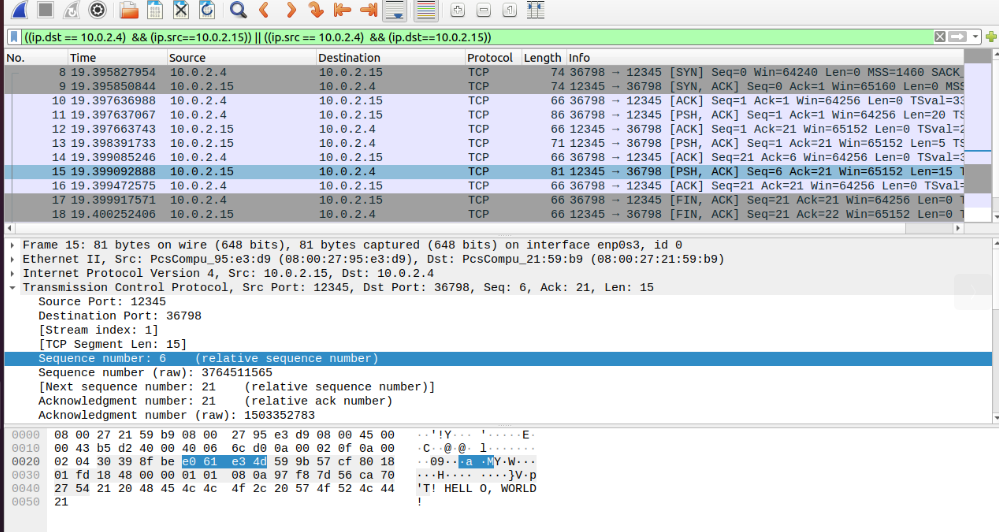 ((ip.dst == 10.0.2.4) && (ip.src==10.0.2.15)) || ((ip.src == 10.0.2.4) && (ip.dst==10.0.2.15))
No. Time Source Destination Protocol Length Info
8 19.395827954 10.0.2.4 10.0.2.15 TCP 74 36798 → 12345 [SYN] Seq=0 Win=64240 Len=0 MSS=1460 SACK_
9 19.395850844 10.0.2.15 10.0.2.4 TCP 74 12345 → 36798 [SYN, ACK] Seq=0 Ack=1 Win=65160 Len=0 MSS
10 19.397636988 10.0.2.4 10.0.2.15 TCP 66 36798 → 12345 [ACK] Seq=1 Ack=1 Win=64256 Len=0 TSval=33
11 19.397637067 10.0.2.4 10.0.2.15 TCP 86 36798 → 12345 [PSH, ACK] Seq=1 Ack=1 Win=64256 Len=20 TS
12 19.397663743 10.0.2.15 10.0.2.4 TCP 66 12345 → 36798 [ACK] Seq=1 Ack=21 Win=65152 Len=0 TSval=2
13 19.398391733 10.0.2.15 10.0.2.4 TCP 71 12345 → 36798 [PSH, ACK] Seq=1 Ack=21 Win=65152 Len=5 T
14 19.399085246 10.0.2.4 10.0.2.15 TCP 66 36798 → 12345 [ACK] Seq=21 Ack=6 Win=64256 Len=0 TSval=3
15 19.399092888 10.0.2.15 10.0.2.4 TCP 81 12345 → 36798 [PSH, ACK] Seq=6 Ack=21 Win=65152 Len=15 T
16 19.399472575 10.0.2.4 10.0.2.15 TCP 66 36798 → 12345 [ACK] Seq=21 Ack=21 Win=64256 Len=0 TSval=
17 19.399917571 10.0.2.4 10.0.2.15 TCP 66 36798 → 12345 [FIN, ACK] Seq=21 Ack=21 Win=64256 Len=0 T
18 19.400252406 10.0.2.15 10.0.2.4 TCP 66 12345 → 36798 [FIN, ACK] Seq=21 Ack=22 Win=65152 Len=0 T
Frame 15: 81 bytes on wire (648 bits), 81 bytes captured (648 bits) on interface enp0s3, id 0
Ethernet II, Src: PcsCompu_95:e3:d9 (08:00:27:95:e3:d9), Dst: PcsCompu_21:59:b9 (08:00:27:21:59:b9)
Internet Protocol Version 4, Src: 10.0.2.15, Dst: 10.0.2.4
Transmission Control Protocol, Src Port: 12345, Dst Port: 36798, Seq: 6, Ack: 21, Len: 15
Source Port: 12345
Destination Port: 36798
[Stream index: 1]
[TCP Segment Len: 15]
Sequence number: 6 (relative sequence number)
Sequence number (raw): 3764511565
[Next sequence number: 21 (relative sequence number)]
Acknowledgment number: 21 (relative ack number)
Acknowledgment number (raw): 1503352783
0000 08 00 27 21 59 b9 08 00 27 95 e3 d9 08 00 45 00 ··'!Y··· '·····E·
0010 00 43 b5 d2 40 00 40 06 6c d0 0a 00 02 0f 0a 00 ·C··@·@· l·······
0020 02 04 30 39 8f be e0 61 e3 4d 59 9b 57 cf 80 18 ··09···a ·MY·W···
0030 01 fd 18 48 00 00 01 01 08 0a 97 f8 7d 56 ca 70 ···H···· ····}V·p
0040 27 54 21 20 48 45 4c 4c 4f 2c 20 57 4f 52 4c 44 'T! HELL O, WORLD
0050 21 !